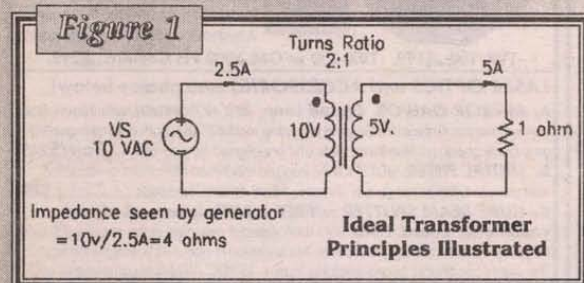 Figure 1
Turns Ratio
2:1
2.5A
5A
VS
10 VAC
10V
5V.
1 ohm
Impedance seen by generator
=10v/2.5A=4 ohms
Ideal Transformer
Principles Illustrated